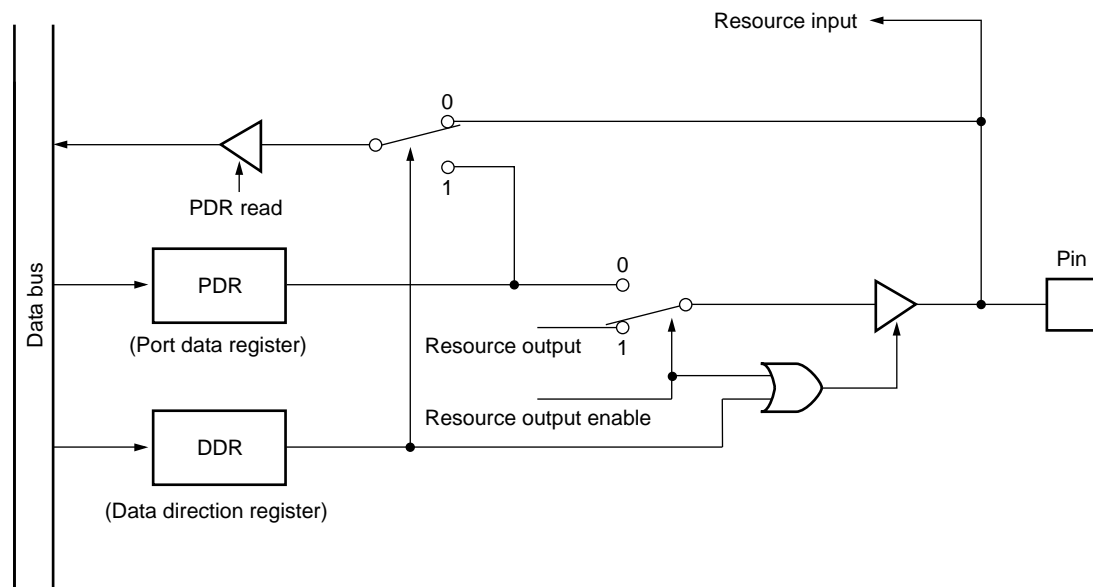 Resource input
0
1
PDR read
Data bus
PDR
(Port data register)
0
1
Pin
Resource output
Resource output enable
DDR
(Data direction register)